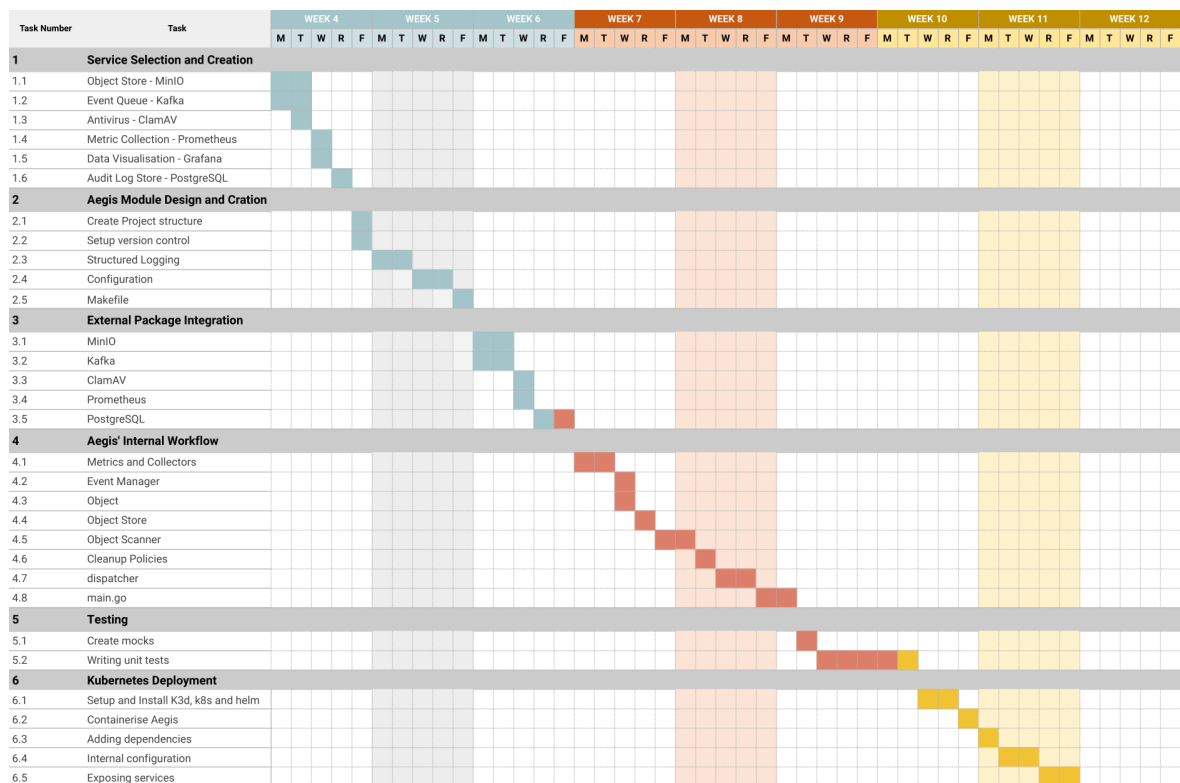 WEEK 4 WEEK 5 WEEK 6 WEEK 7 WEEK 8 WEEK 9 WEEK 10 WEEK 11 WEEK 12
Task Number Task
M T W R F M T W R F M T W R F M T W R F M T W R F M T W R F M T W R F M T W R F M T W R F
1 Service Selection and Creation
1.1 Object Store - MinIO
1.2 Event Queue - Kafka
1.3 Antivirus - ClamAV
1.4 Metric Collection - Prometheus
1.5 Data Visualisation - Grafana
1.6 Audit Log Store - PostgreSQL
2 Aegis Module Design and Cration
2.1 Create Project structure
2.2 Setup version control
2.3 Structured Logging
2.4 Configuration
2.5 Makefile
3 External Package Integration
3.1 MinIO
3.2 Kafka
3.3 ClamAV
3.4 Prometheus
3.5 PostgreSQL
4 Aegis' Internal Workflow
4.1 Metrics and Collectors
4.2 Event Manager
4.3 Object
4.4 Object Store
4.5 Object Scanner
4.6 Cleanup Policies
4.7 dispatcher
4.8 main.go
5 Testing
5.1 Create mocks
5.2 Writing unit tests
6 Kubernetes Deployment
6.1 Setup and Install K3d, k8s and helm
6.2 Containerise Aegis
6.3 Adding dependencies
6.4 Internal configuration
6.5 Exposing services